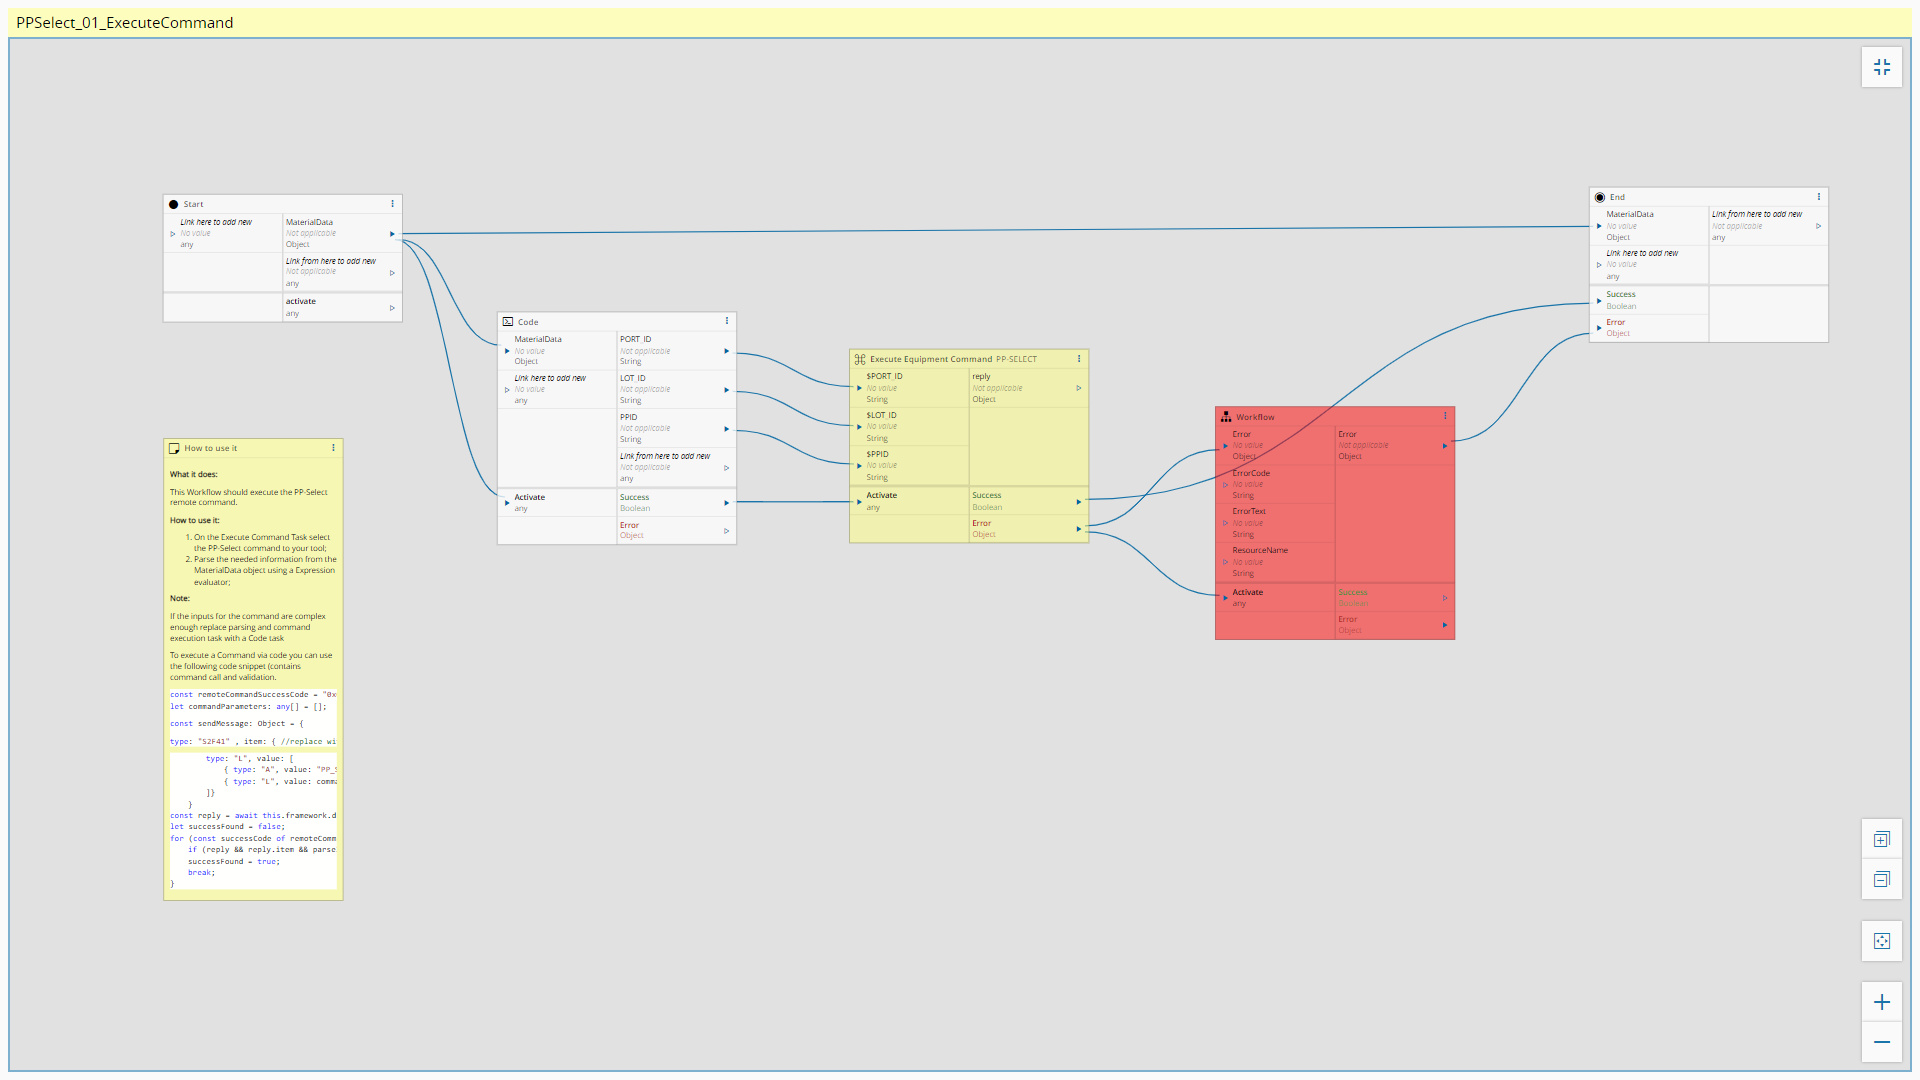 PPSelect_01_ExecuteCommand
Start
Link here to add new
No value
any
MaterialData
Not applicable
Object
Link from here to add new
Not applicable
any
activate
any
How to use it
What it does:
This Workflow should execute the PP-Select
remote command.
How to use it:
1. On the Execute Command Task select
the PP-Select command to your tool;
2. Parse the needed information from the
MaterialData object using a Expression
evaluator;
Note:
If the inputs for the command are complex
enough replace parsing and command
execution task with a Code task
To execute a Command via code you can use
the following code snippet (contains
command call and validation.
const remoteCommandSuccessCode = "0x
let commandParameters: any[] = [];
const sendMessage: Object = {
type: "S2F41" , item: { //replace wi
type: "L", value: [
{ type: "A", value: "PP_S
{ type: "L", value: comma
]}
}
const reply = await this.framework.d
let successFound = false;
for (const successCode of remoteComm
if (reply && reply.item && parse
successFound = true;
break;
}
Code
MaterialData
No value
Object
Link here to add new
No value
any
PORT_ID
Not applicable
String
LOT_ID
Not applicable
String
PPID
Not applicable
String
Link from here to add new
Not applicable
any
Activate
any
Success
Boolean
Error
Object
Execute Equipment Command PP-SELECT
$PORT_ID
No value
String
$LOT_ID
No value
String
$PPID
No value
String
reply
Not applicable
Object
Activate
any
Success
Boolean
Error
Object
Workflow
Error
No value
Object
ErrorCode
No value
String
ErrorText
No value
String
ResourceName
No value
String
Error
Not applicable
Object
Activate
any
Success
Boolean
Error
Object
End
MaterialData
No value
Object
Link here to add new
No value
any
Link from here to add new
Not applicable
any
Success
Boolean
Error
Object